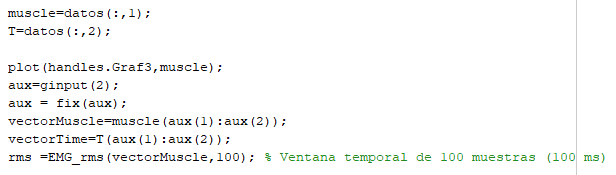 muscle=datos(:,1);
T=datos(:,2);
plot(handles.Graf3,muscle);
aux=ginput(2);
aux = fix(aux);
vectorMuscle=muscle(aux(1):aux(2));
vectorTime=T(aux(1):aux(2));
rms =EMG_rms(vectorMuscle,100); % Ventana temporal de 100 muestras (100 ms)